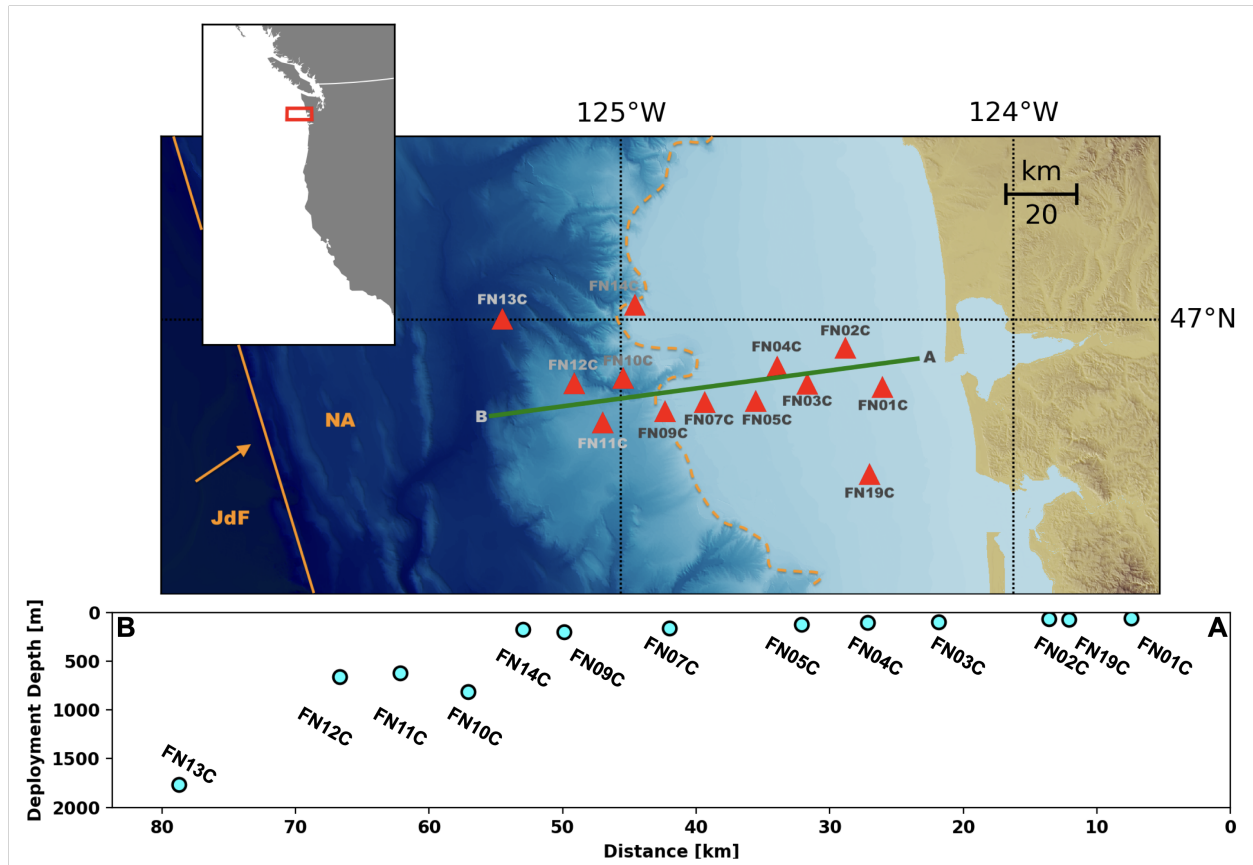 125°W
124°W
km
20
FN14C
FN13C
47°N
FN02C
FN04C
A
FN10C
FN12C
FN03C
FN01C
B
FN07C
FN05C
NA
FN09C
FN11C
FN19C
JdF
0
500
1000
1500
2000
Deployment Depth [m]
B
A
FN14C
FN09C
FN07C
FN05C
FN04C
FN03C
FN02C
FN19C
FN01C
FN12C
FN11C
FN10C
FN13C
80
70
60
50
40
30
20
10
0
Distance [km]